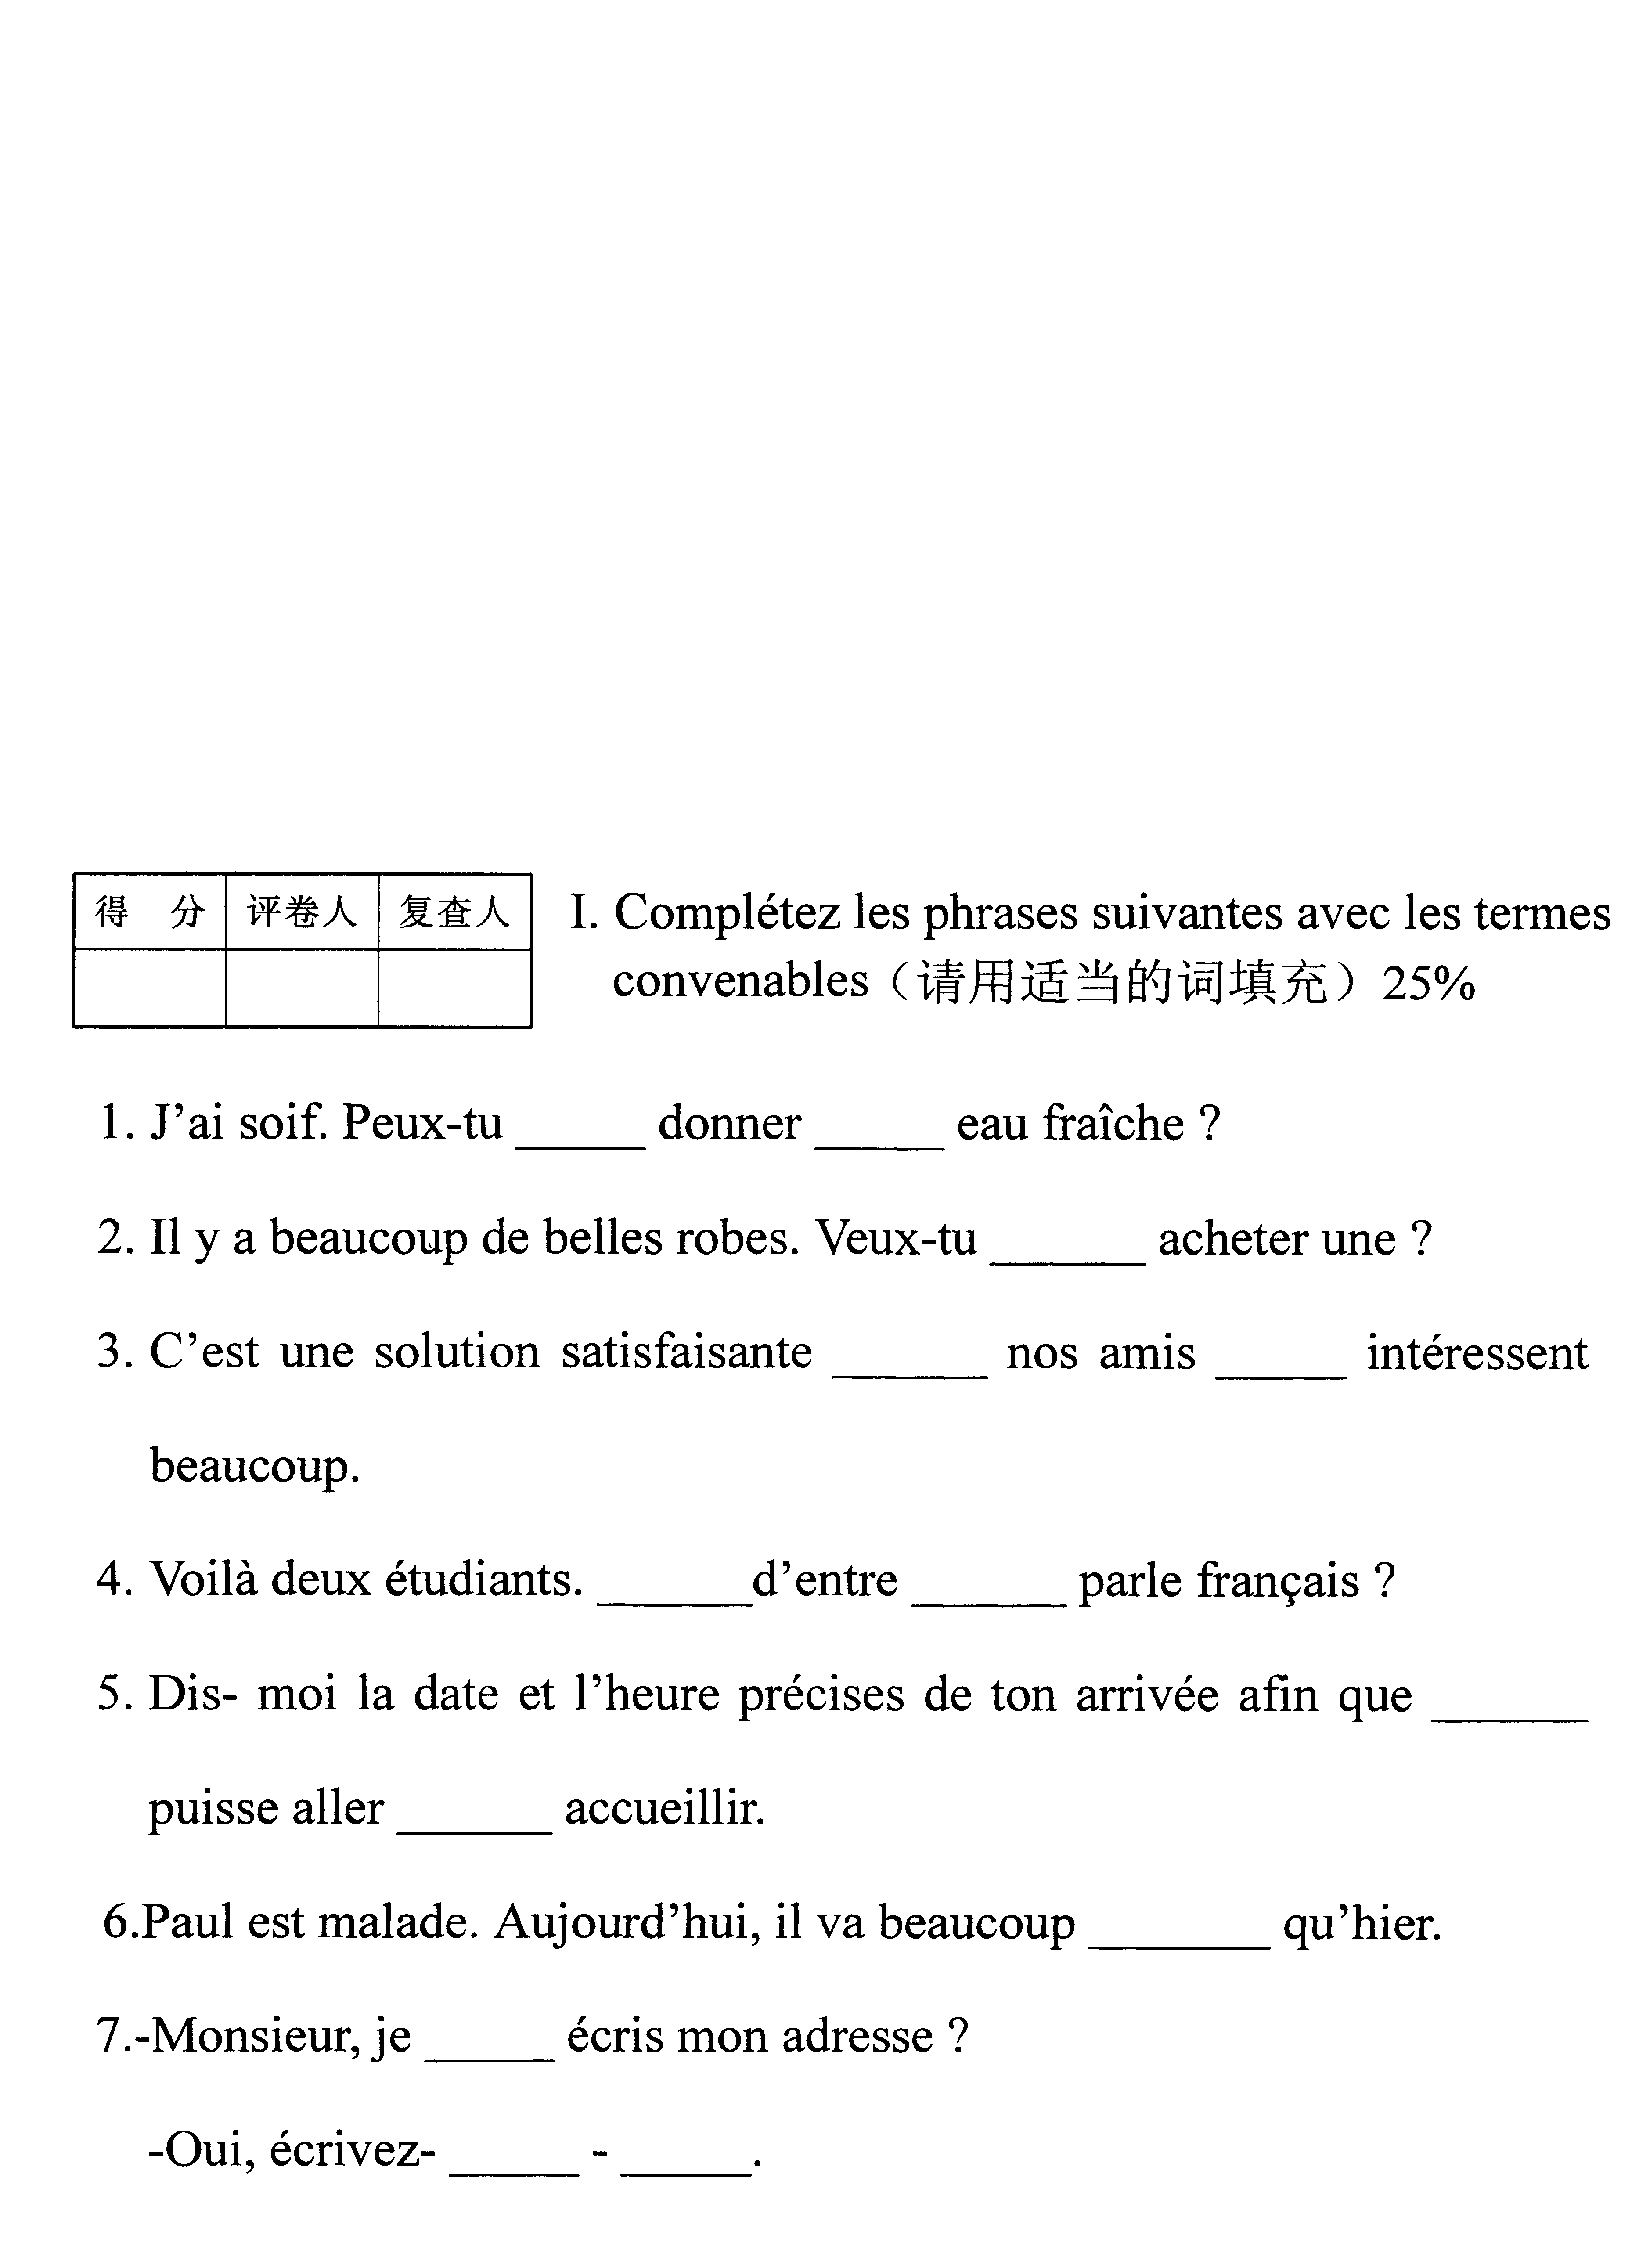 得 分 评卷人 复查人
I. Complétez les phrases suivantes avec les termes
convenables（请用适当的词填充）25%
1. J’ai soif. Peux-tu _____ donner _____ eau fraîche ?
2. Il y a beaucoup de belles robes. Veux-tu ______ acheter une ?
3. C’est une solution satisfaisante ______ nos amis _____ intéressent
beaucoup.
4. Voilà deux étudiants. ______d’entre ______ parle français ?
5. Dis- moi la date et l’heure précises de ton arrivée afin que ______
puisse aller ______ accueillir.
6.Paul est malade. Aujourd’hui, il va beaucoup _______ qu’hier.
7.-Monsieur, je _____ écris mon adresse ?
-Oui, écrivez- _____ - _____.